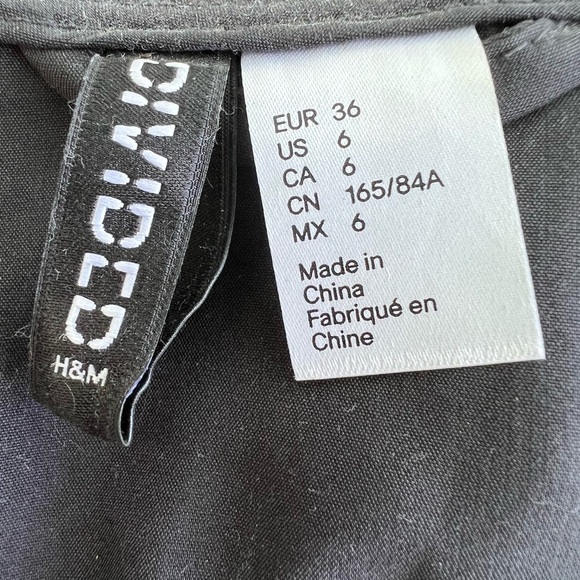 DIVIDED
H&M
EUR 36
US 6
CA 6
CN 165/84A
MX 6
Made in
China
Fabriqué en
Chine